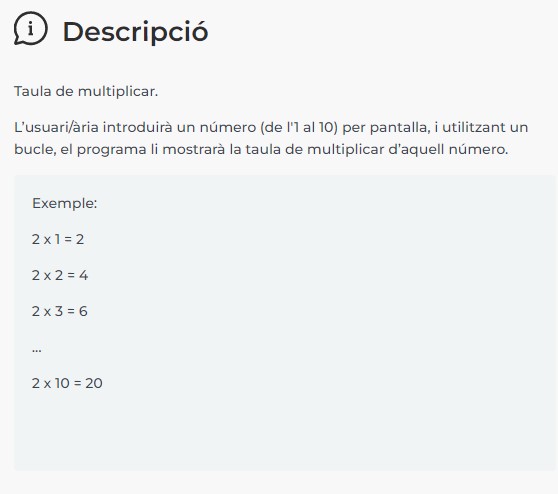 Descripció
Taula de multiplicar.
L'usuari/ària introduirà un número (de l'1 al 10) per pantalla, i utilitzant un
bucle, el programa li mostrarà la taula de multiplicar d'aquell número.
Exemple:
2 x 1 = 2
2 x 2 = 4
2 x 3 = 6
...
2 x 10 = 20